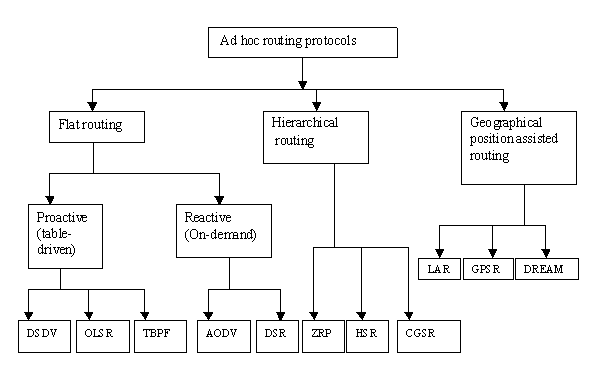 Ad hoc routing protocols
Flat routing
Hierarchical
routing
Geographical
position assisted
routing
Proactive
(table-
driven)
Reactive
(On-demand)
LAR
GPSR
DREAM
DSDV
OLSR
TBPF
AODV
DSR
ZRP
HSR
CGSR